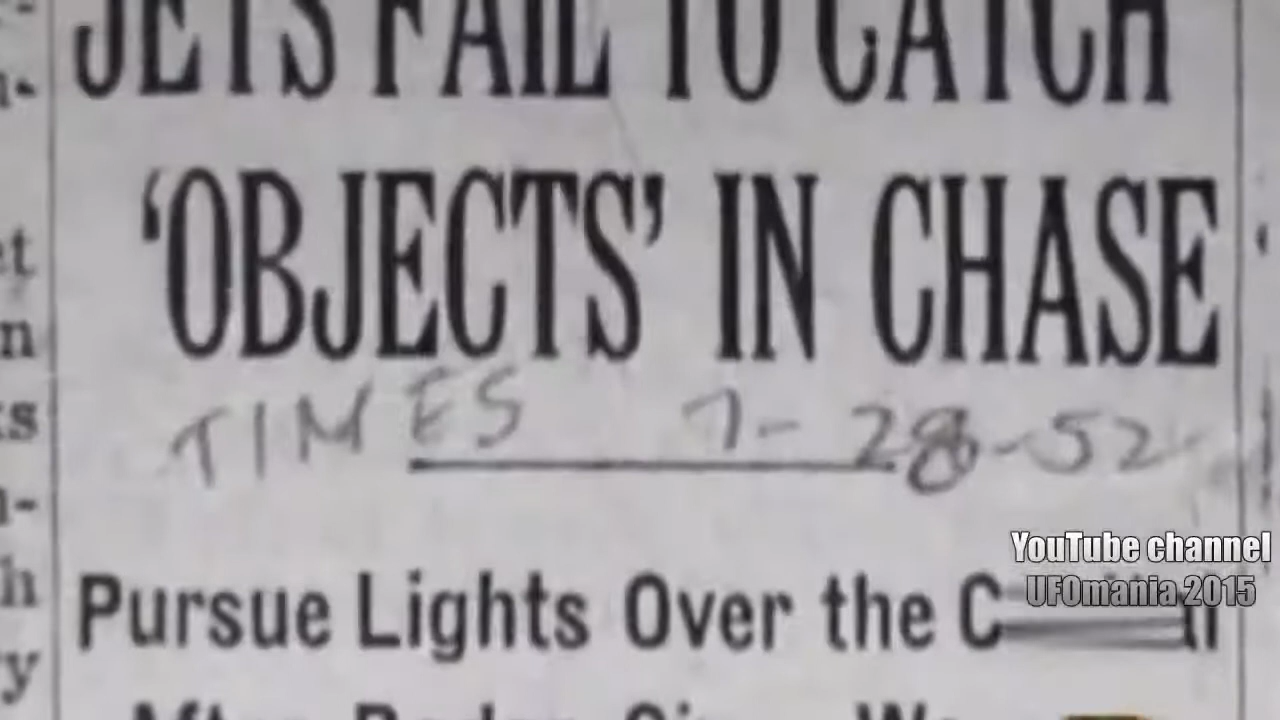 JETS FAIL TO CATCH
'OBJECTS' IN CHASE
TIMES 7-28-52
Pursue Lights Over the
YouTube channel
UFOmania 2015